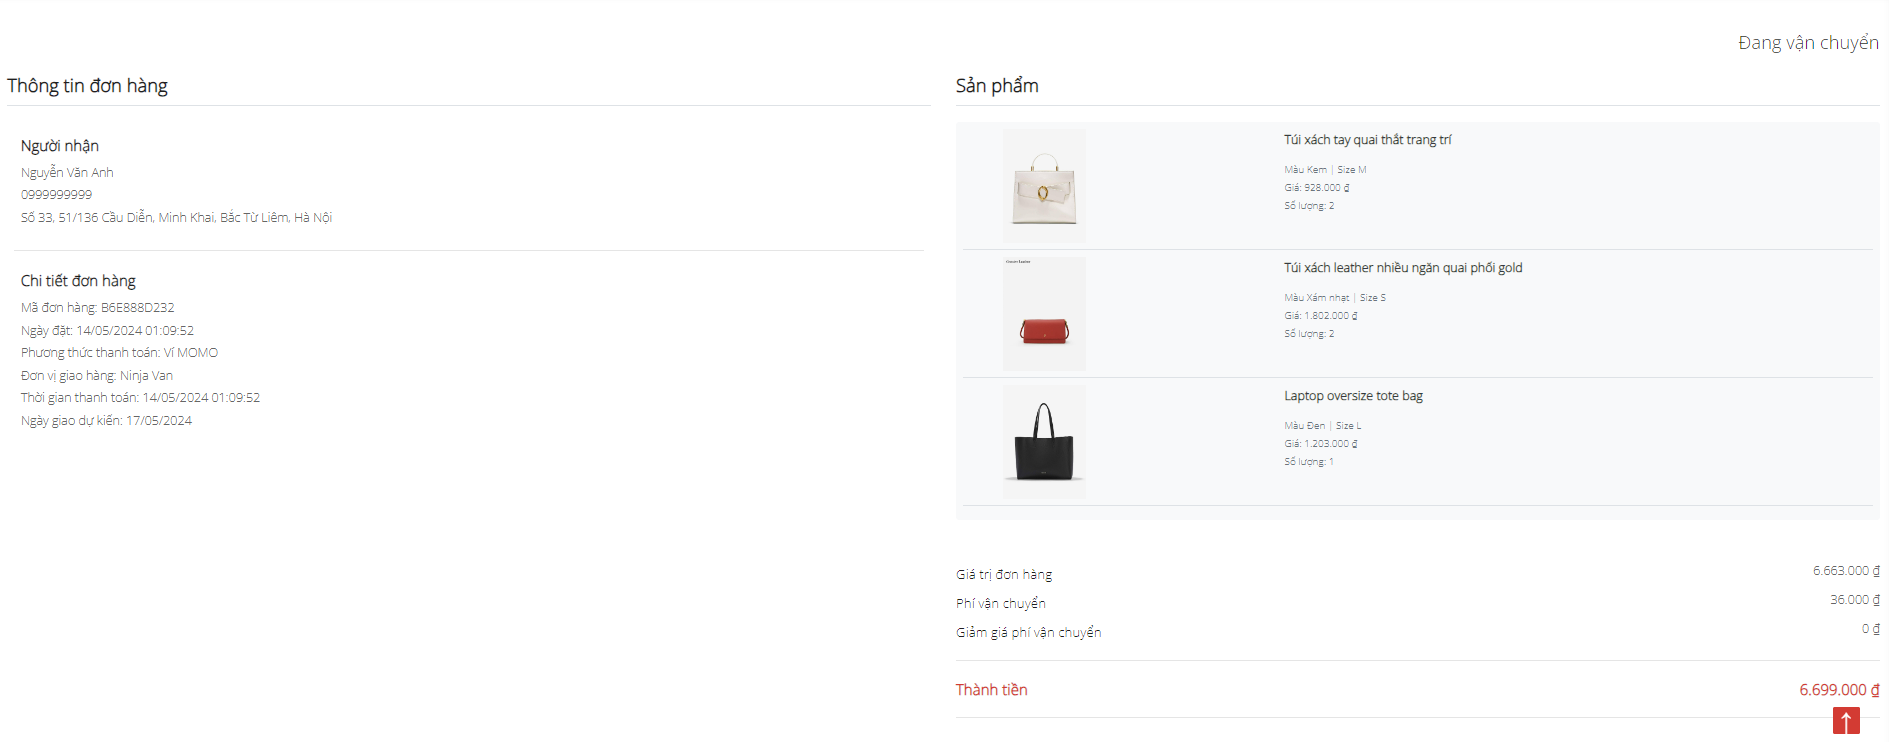 Đang vận chuyển
Thông tin đơn hàng
Người nhận
Nguyễn Văn Anh
0999999999
Số 33, 51/136 Cầu Diễn, Minh Khai, Bắc Từ Liêm, Hà Nội
Chi tiết đơn hàng
Mã đơn hàng: B6E888D232
Ngày đặt: 14/05/2024 01:09:52
Phương thức thanh toán: Ví MOMO
Đơn vị giao hàng: Ninja Van
Thời gian thanh toán: 14/05/2024 01:09:52
Ngày giao dự kiến: 17/05/2024
Sản phẩm
Túi xách tay quai thắt trang trí
Màu Kem | Size M
Giá: 928.000 ₫
Số lượng: 2
Túi xách leather nhiều ngăn quai phối gold
Màu Xám nhạt | Size S
Giá: 1.802.000 ₫
Số lượng: 2
Laptop oversize tote bag
Màu Đen | Size L
Giá: 1.203.000 ₫
Số lượng: 1
Giá trị đơn hàng 6.663.000 ₫
Phí vận chuyển 36.000 ₫
Giảm giá phí vận chuyển 0 ₫
Thành tiền 6.699.000 ₫